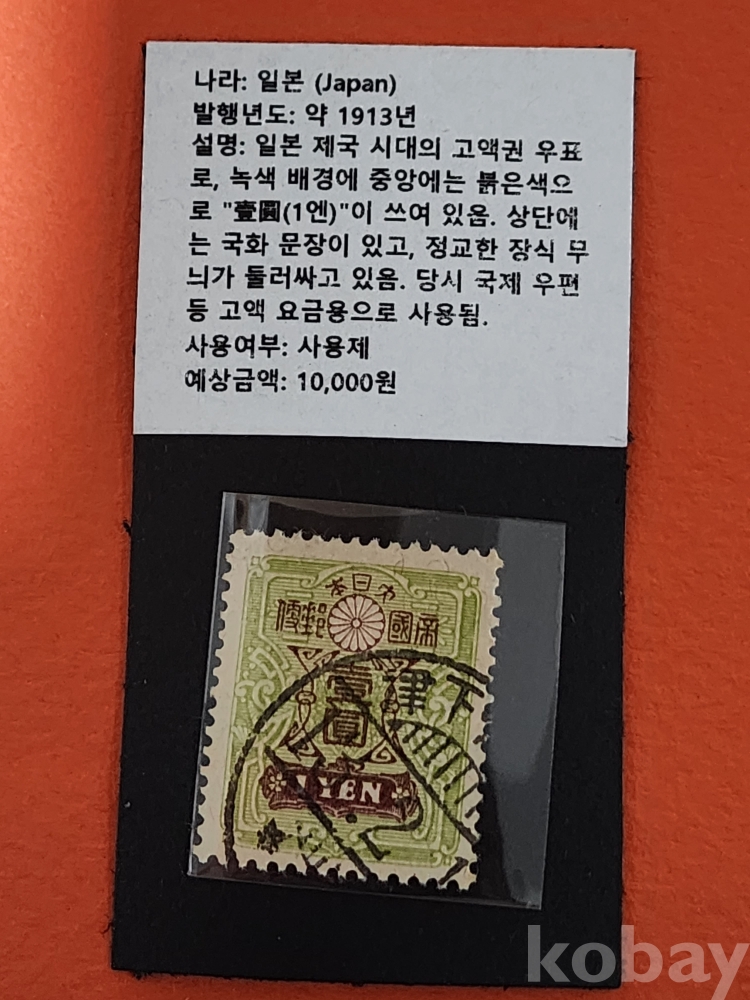 나라: 일본 (Japan)
발행년도: 약 1913년
설명: 일본 제국 시대의 고액권 우표
로, 녹색 배경에 중앙에는 붉은색으
로 "壹圓(1엔)"이 쓰여 있음. 상단에
는 국화 문장이 있고, 정교한 장식 무
늬가 둘러싸고 있음. 당시 국제 우편
등 고액 요금용으로 사용됨.
사용여부: 사용제
예상금액: 10,000원
本日大
便郵 國帝
壹
圓
津下
1 YEN
kobay